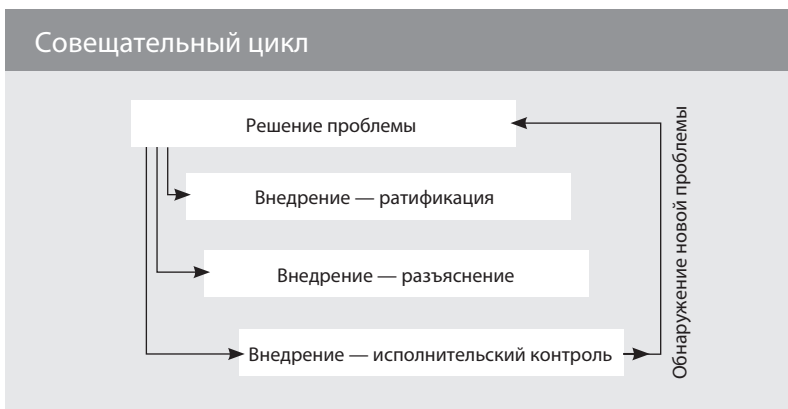 Совещательный цикл
Решение проблемы
Внедрение — ратификация
Внедрение — разъяснение
Внедрение — исполнительский контроль
Обнаружение новой проблемы